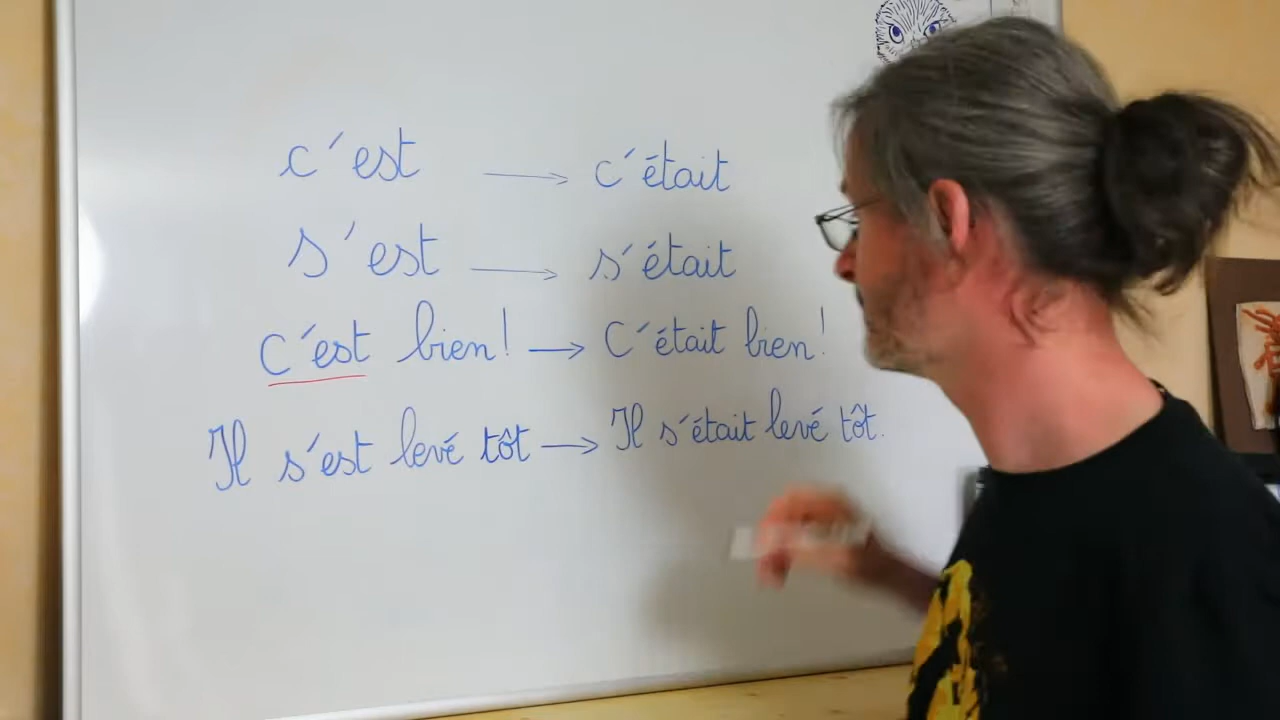 c'est → c'était
s'est → s'était
C'est bien! → C'était bien!
Il s'est levé tôt → Il s'était levé tôt.